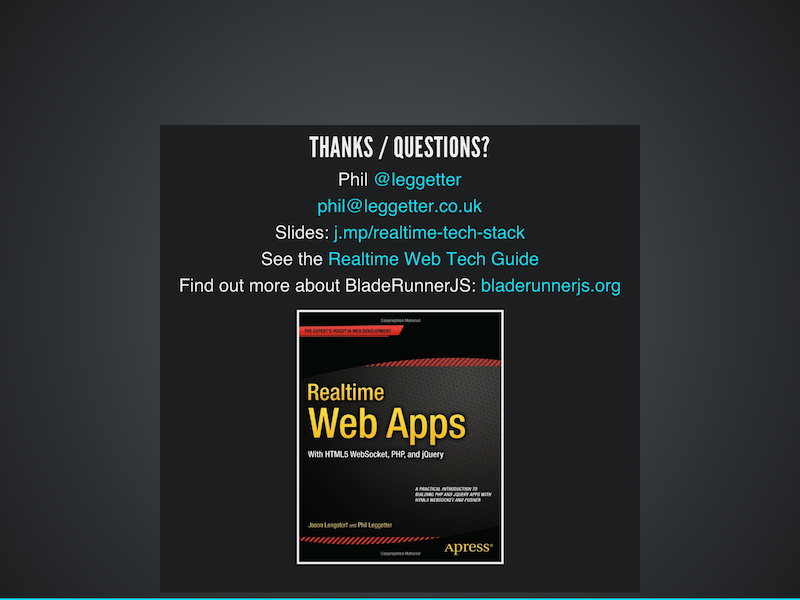 THANKS / QUESTIONS?
Phil @leggetter
phil@leggetter.co.uk
Slides: j.mp/realtime-tech-stack
See the Realtime Web Tech Guide
Find out more about BladeRunnerJS: bladerunnerjs.org
Copyrighted Material
THE EXPERT'S VOICE® IN WEB DEVELOPMENT
Realtime
Web Apps
With HTML5 WebSocket, PHP, and jQuery
A PRACTICAL INTRODUCTION TO
BUILDING PHP AND JQUERY APPS WITH
HTML5 WEBSOCKET AND PUSHER
Jason Lengstorf and Phil Leggetter
Apress®
Copyrighted Material